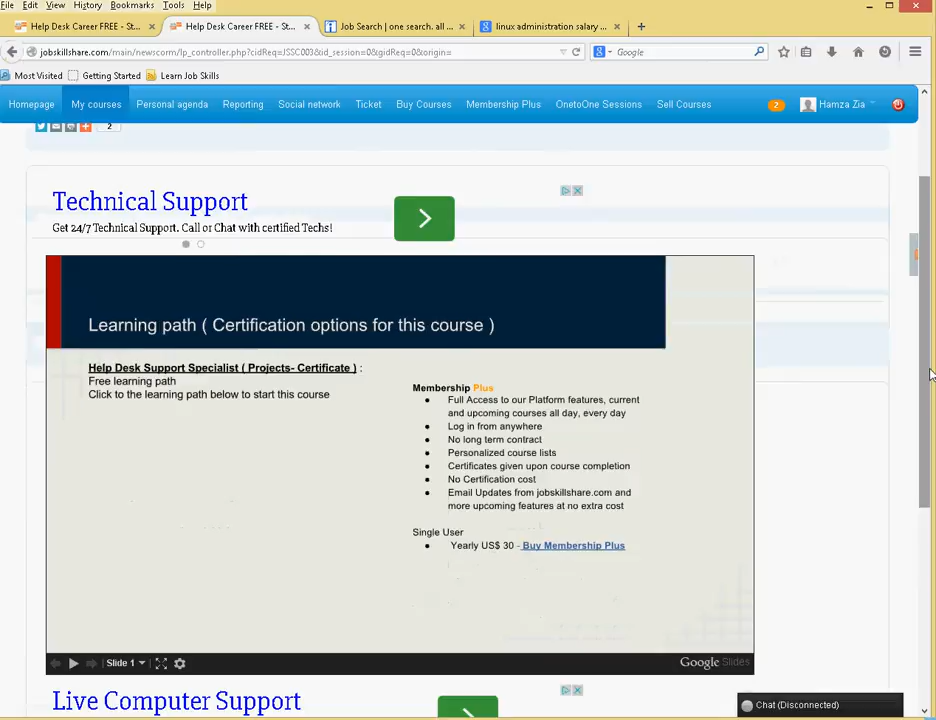 File Edit View History Bookmarks Tools Help
Help Desk Career FREE - St... × Help Desk Career FREE - St... × Job Search | one search. all ... × linux administration salary ... × +
jobskillshare.com/main/newscorm/lp_controller.php?cidReq=JSSC003&id_session=0&gidReq=0&origin= Google
Most Visited Getting Started Learn Job Skills
Homepage My courses Personal agenda Reporting Social network Ticket Buy Courses Membership Plus OnetoOne Sessions Sell Courses 2 Hamza Zia
2
Technical Support
Get 24/7 Technical Support. Call or Chat with certified Techs!
Learning path ( Certification options for this course )
Help Desk Support Specialist ( Projects- Certificate ) :
Free learning path
Click to the learning path below to start this course
Membership Plus
● Full Access to our Platform features, current
and upcoming courses all day, every day
● Log in from anywhere
● No long term contract
● Personalized course lists
● Certificates given upon course completion
● No Certification cost
● Email Updates from jobskillshare.com and
more upcoming features at no extra cost
Single User
● Yearly US$ 30 - Buy Membership Plus
Slide 1
Google Slides
Live Computer Support
Chat (Disconnected)